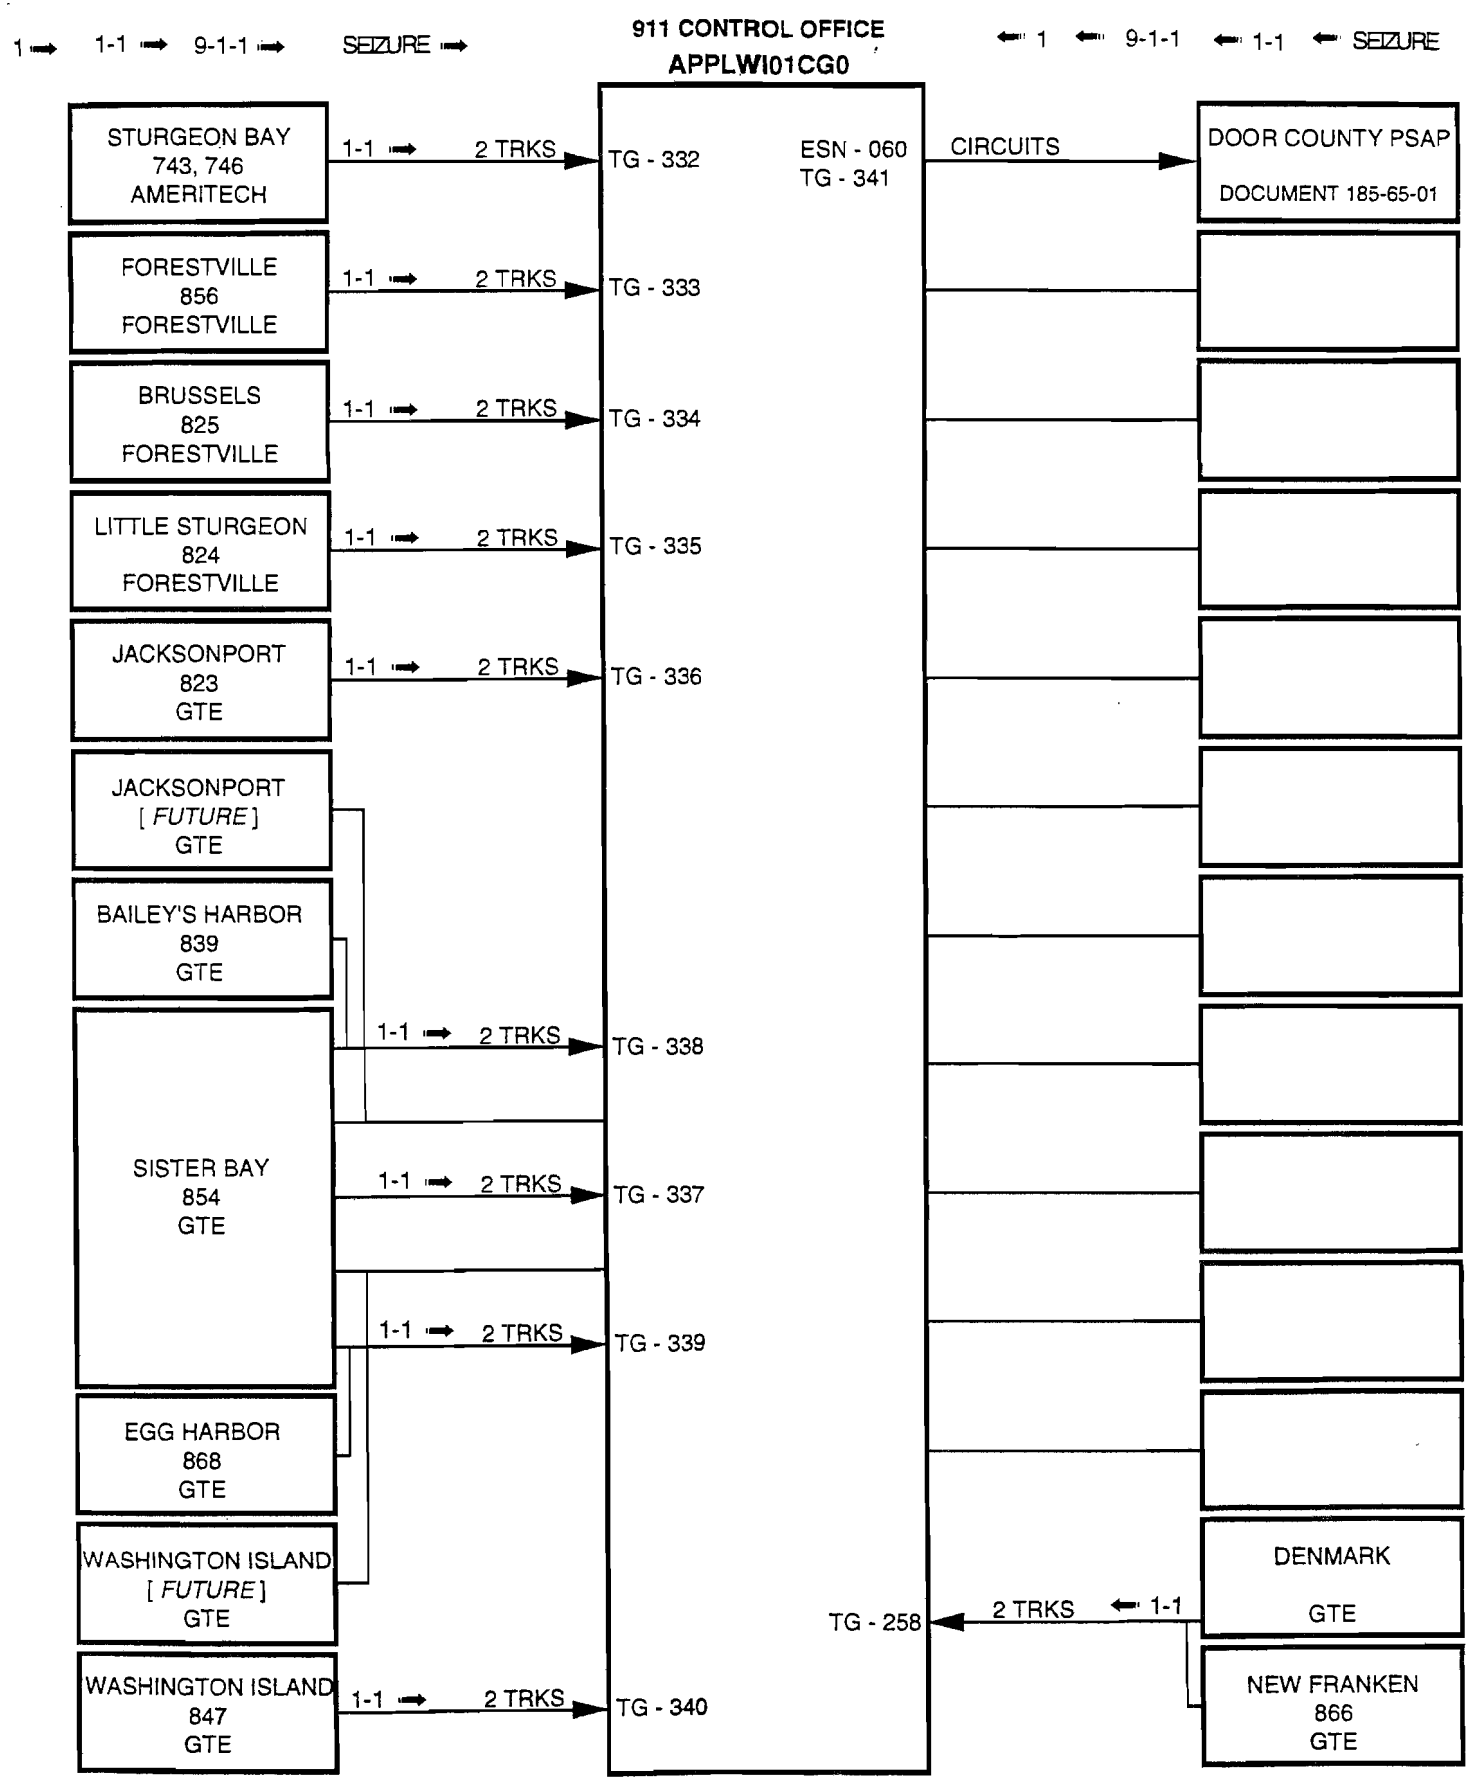 911 CONTROL OFFICE
APPLWI01CG0
1 1-1 9-1-1 SEIZURE
1 9-1-1 1-1 SEIZURE
STURGEON BAY
743, 746
AMERITECH
1-1 2 TRKS
TG - 332
FORESTVILLE
856
FORESTVILLE
1-1 2 TRKS
TG - 333
BRUSSELS
825
FORESTVILLE
1-1 2 TRKS
TG - 334
LITTLE STURGEON
824
FORESTVILLE
1-1 2 TRKS
TG - 335
JACKSONPORT
823
GTE
1-1 2 TRKS
TG - 336
JACKSONPORT
[ FUTURE ]
GTE
BAILEY'S HARBOR
839
GTE
1-1 2 TRKS
TG - 338
SISTER BAY
854
GTE
1-1 2 TRKS
TG - 337
1-1 2 TRKS
TG - 339
EGG HARBOR
868
GTE
WASHINGTON ISLAND
[ FUTURE ]
GTE
WASHINGTON ISLAND
847
GTE
1-1 2 TRKS
TG - 340
ESN - 060
TG - 341
CIRCUITS
DOOR COUNTY PSAP
DOCUMENT 185-65-01
TG - 258
2 TRKS 1-1
DENMARK
GTE
NEW FRANKEN
866
GTE